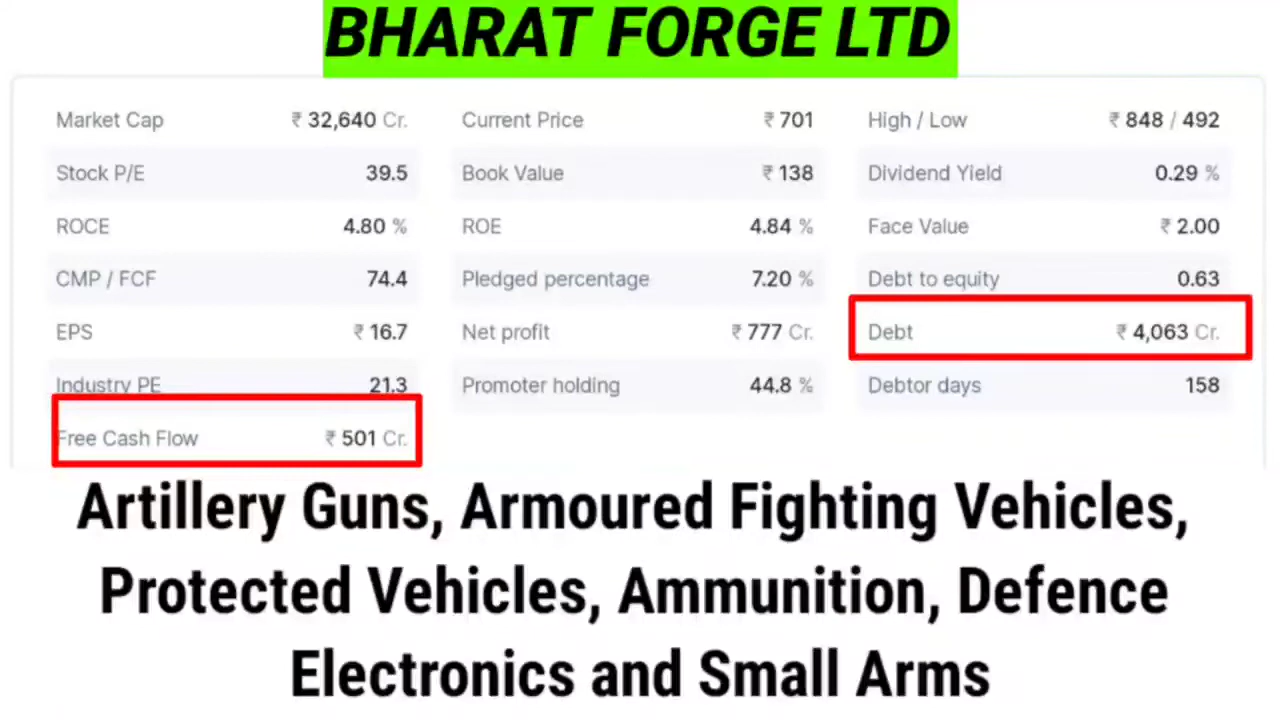 BHARAT FORGE LTD
Market Cap ₹ 32,640 Cr. Current Price ₹ 701 High / Low ₹ 848 / 492
Stock P/E 39.5 Book Value ₹ 138 Dividend Yield 0.29 %
ROCE 4.80 % ROE 4.84 % Face Value ₹ 2.00
CMP / FCF 74.4 Pledged percentage 7.20 % Debt to equity 0.63
EPS ₹ 16.7 Net profit ₹ 777 Cr. Debt ₹ 4,063 Cr.
Industry PE 21.3 Promoter holding 44.8 % Debtor days 158
Free Cash Flow ₹ 501 Cr.
Artillery Guns, Armoured Fighting Vehicles,
Protected Vehicles, Ammunition, Defence
Electronics and Small Arms